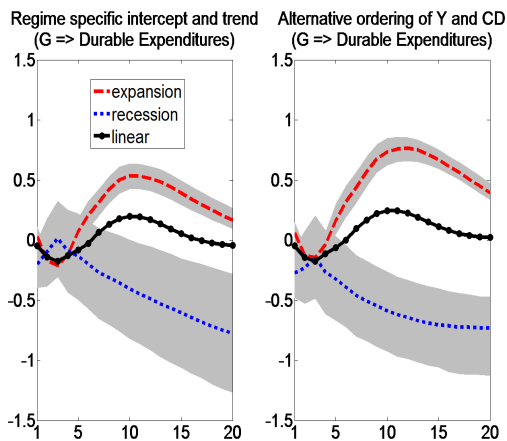 Regime specific intercept and trend
(G => Durable Expenditures)
Alternative ordering of Y and CD
(G => Durable Expenditures)
1.5
1
0.5
0
-0.5
-1
-1.5
1 5 10 15 20
expansion
recession
linear
1.5
1
0.5
0
-0.5
-1
-1.5
1 5 10 15 20